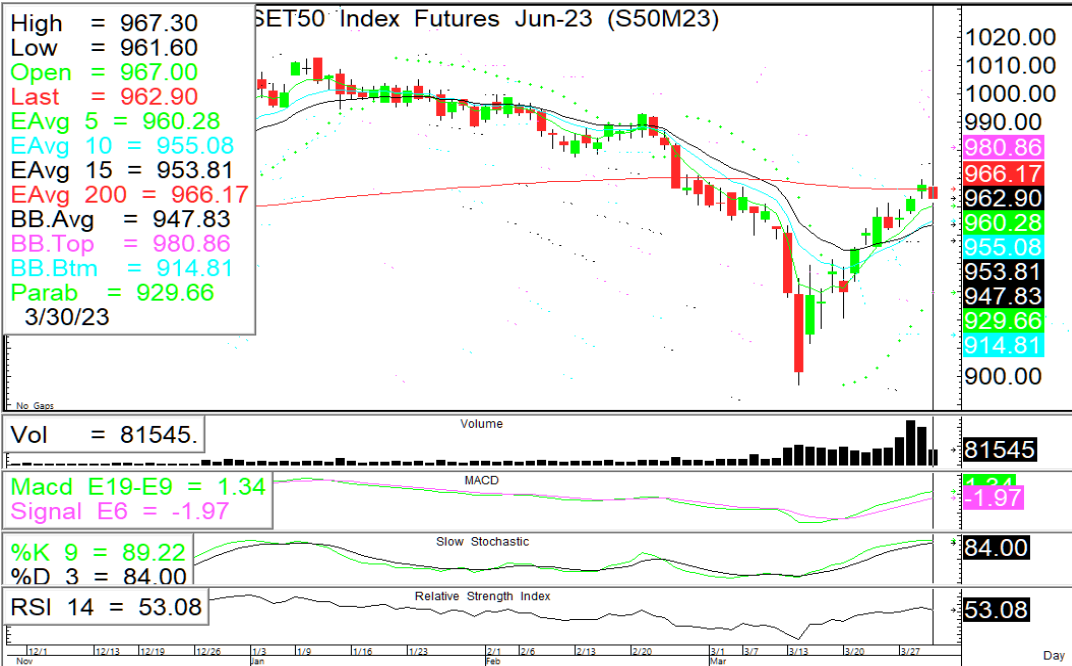 SET50 Index Futures Jun-23 (S50M23)
High = 967.30
Low = 961.60
Open = 967.00
Last = 962.90
EAvg 5 = 960.28
EAvg 10 = 955.08
EAvg 15 = 953.81
EAvg 200 = 966.17
BB.Avg = 947.83
BB.Top = 980.86
BB.Btm = 914.81
Parab = 929.66
3/30/23
1020.00
1010.00
1000.00
990.00
980.86
966.17
962.90
960.28
955.08
953.81
947.83
929.66
914.81
900.00
No Gaps
Volume
Vol = 81545.
81545
MACD
Macd E19-E9 = 1.34
Signal E6 = -1.97
1.34
-1.97
Slow Stochastic
%K 9 = 89.22
%D 3 = 84.00
84.00
Relative Strength Index
RSI 14 = 53.08
53.08
12/1 12/13 12/19 12/26 1/3 1/9 1/16 1/23 2/1 2/6 2/13 2/20 3/1 3/7 3/13 3/20 3/27
Nov Jan Feb Mar Day